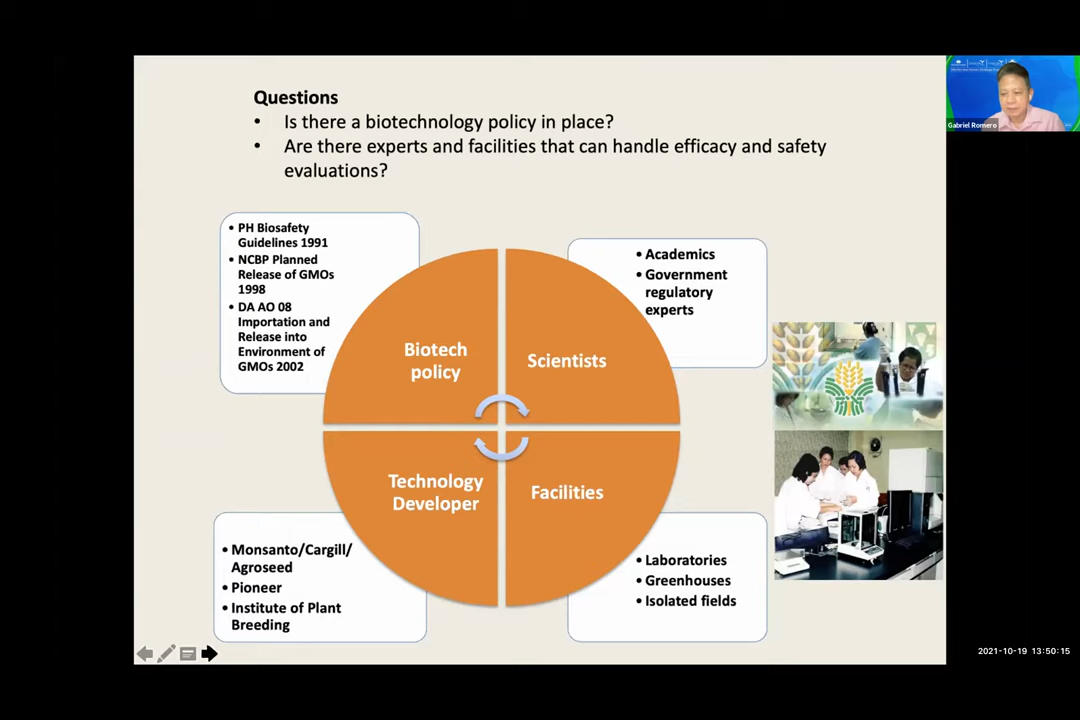 Questions
• Is there a biotechnology policy in place?
• Are there experts and facilities that can handle efficacy and safety
evaluations?
• PH Biosafety
Guidelines 1991
• NCBP Planned
Release of GMOs
1998
• DA AO 08
Importation and
Release into
Environment of
GMOs 2002
• Academics
• Government
regulatory
experts
Biotech
policy
Scientists
Technology
Developer
Facilities
• Monsanto/Cargill/
Agroseed
• Pioneer
• Institute of Plant
Breeding
• Laboratories
• Greenhouses
• Isolated fields
Gabriel Romero
2021-10-19 13:50:15